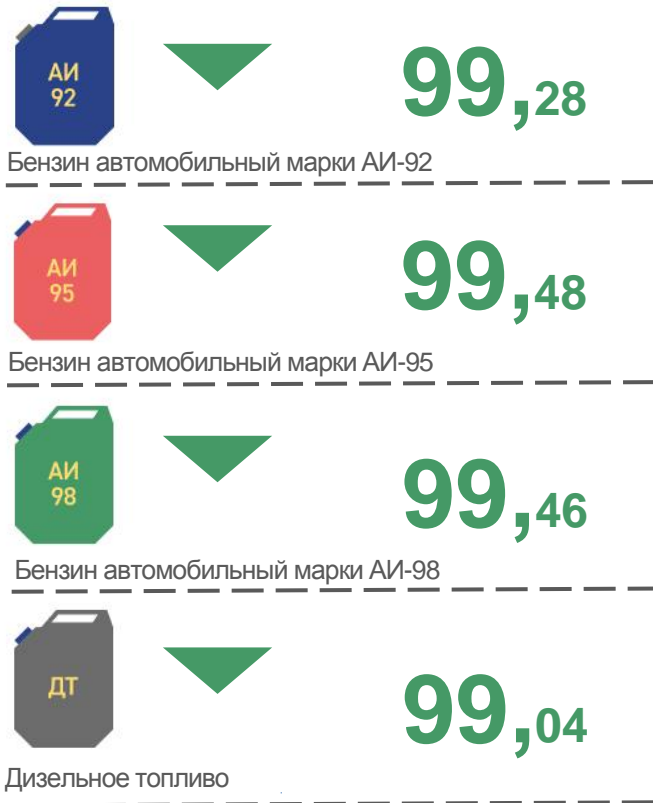 АИ
92
99,28
Бензин автомобильный марки АИ-92
АИ
95
99,48
Бензин автомобильный марки АИ-95
АИ
98
99,46
Бензин автомобильный марки АИ-98
ДТ
99,04
Дизельное топливо